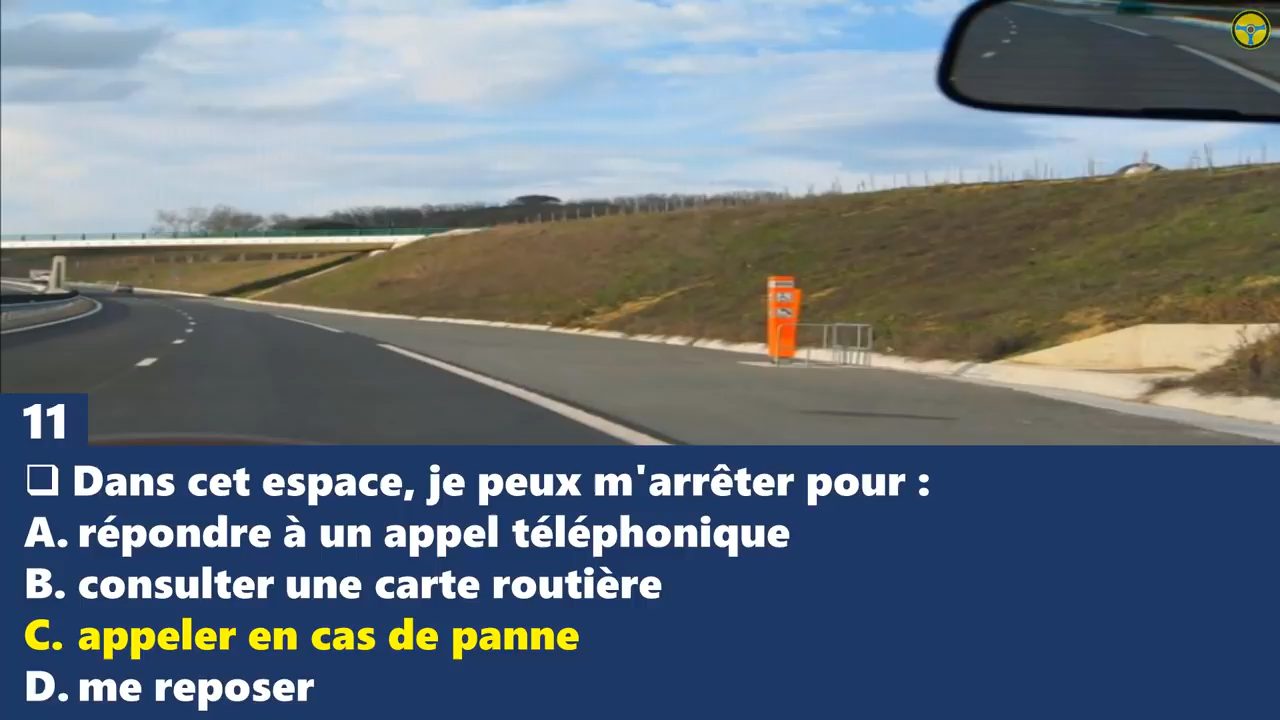 11
❑ Dans cet espace, je peux m'arrêter pour :
A. répondre à un appel téléphonique
B. consulter une carte routière
C. appeler en cas de panne
D. me reposer